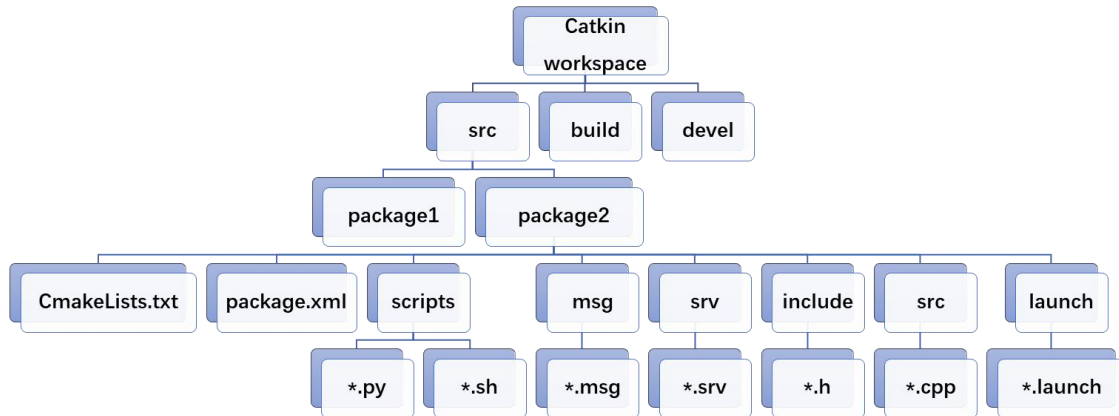 Catkin
workspace
src
build
devel
package1
package2
CmakeLists.txt
package.xml
scripts
msg
srv
include
src
launch
*.py
*.sh
*.msg
*.srv
*.h
*.cpp
*.launch